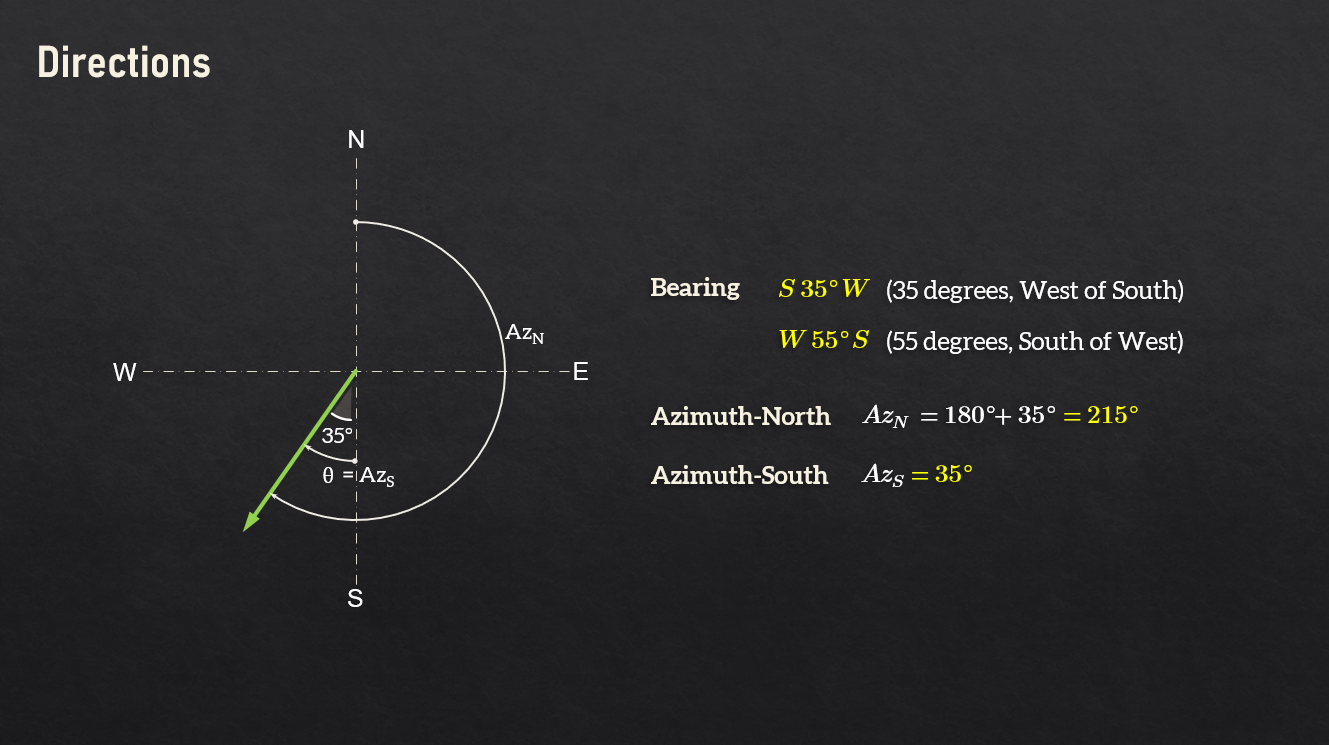 Directions
N
Az_N
W
E
35°
θ = Az_S
S
Bearing S 35° W (35 degrees, West of South)
W 55° S (55 degrees, South of West)
Azimuth-North Az_N = 180°+ 35° = 215°
Azimuth-South Az_S = 35°